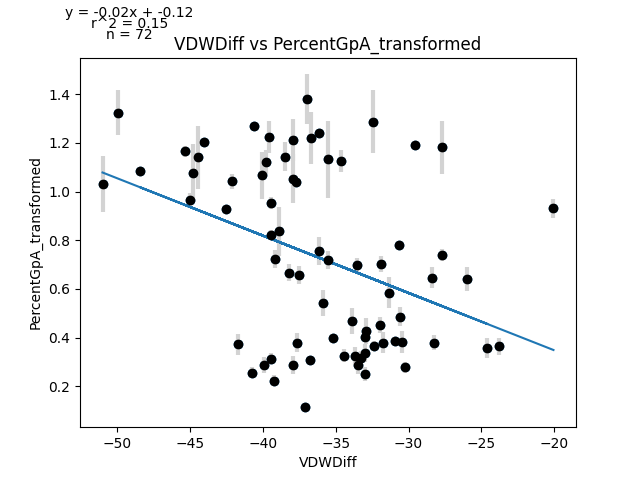 y = -0.02x + -0.12
r^2 = 0.15
n = 72
VDWDiff vs PercentGpA_transformed
PercentGpA_transformed
1.4
1.2
1.0
0.8
0.6
0.4
0.2
−50 −45 −40 −35 −30 −25 −20
VDWDiff